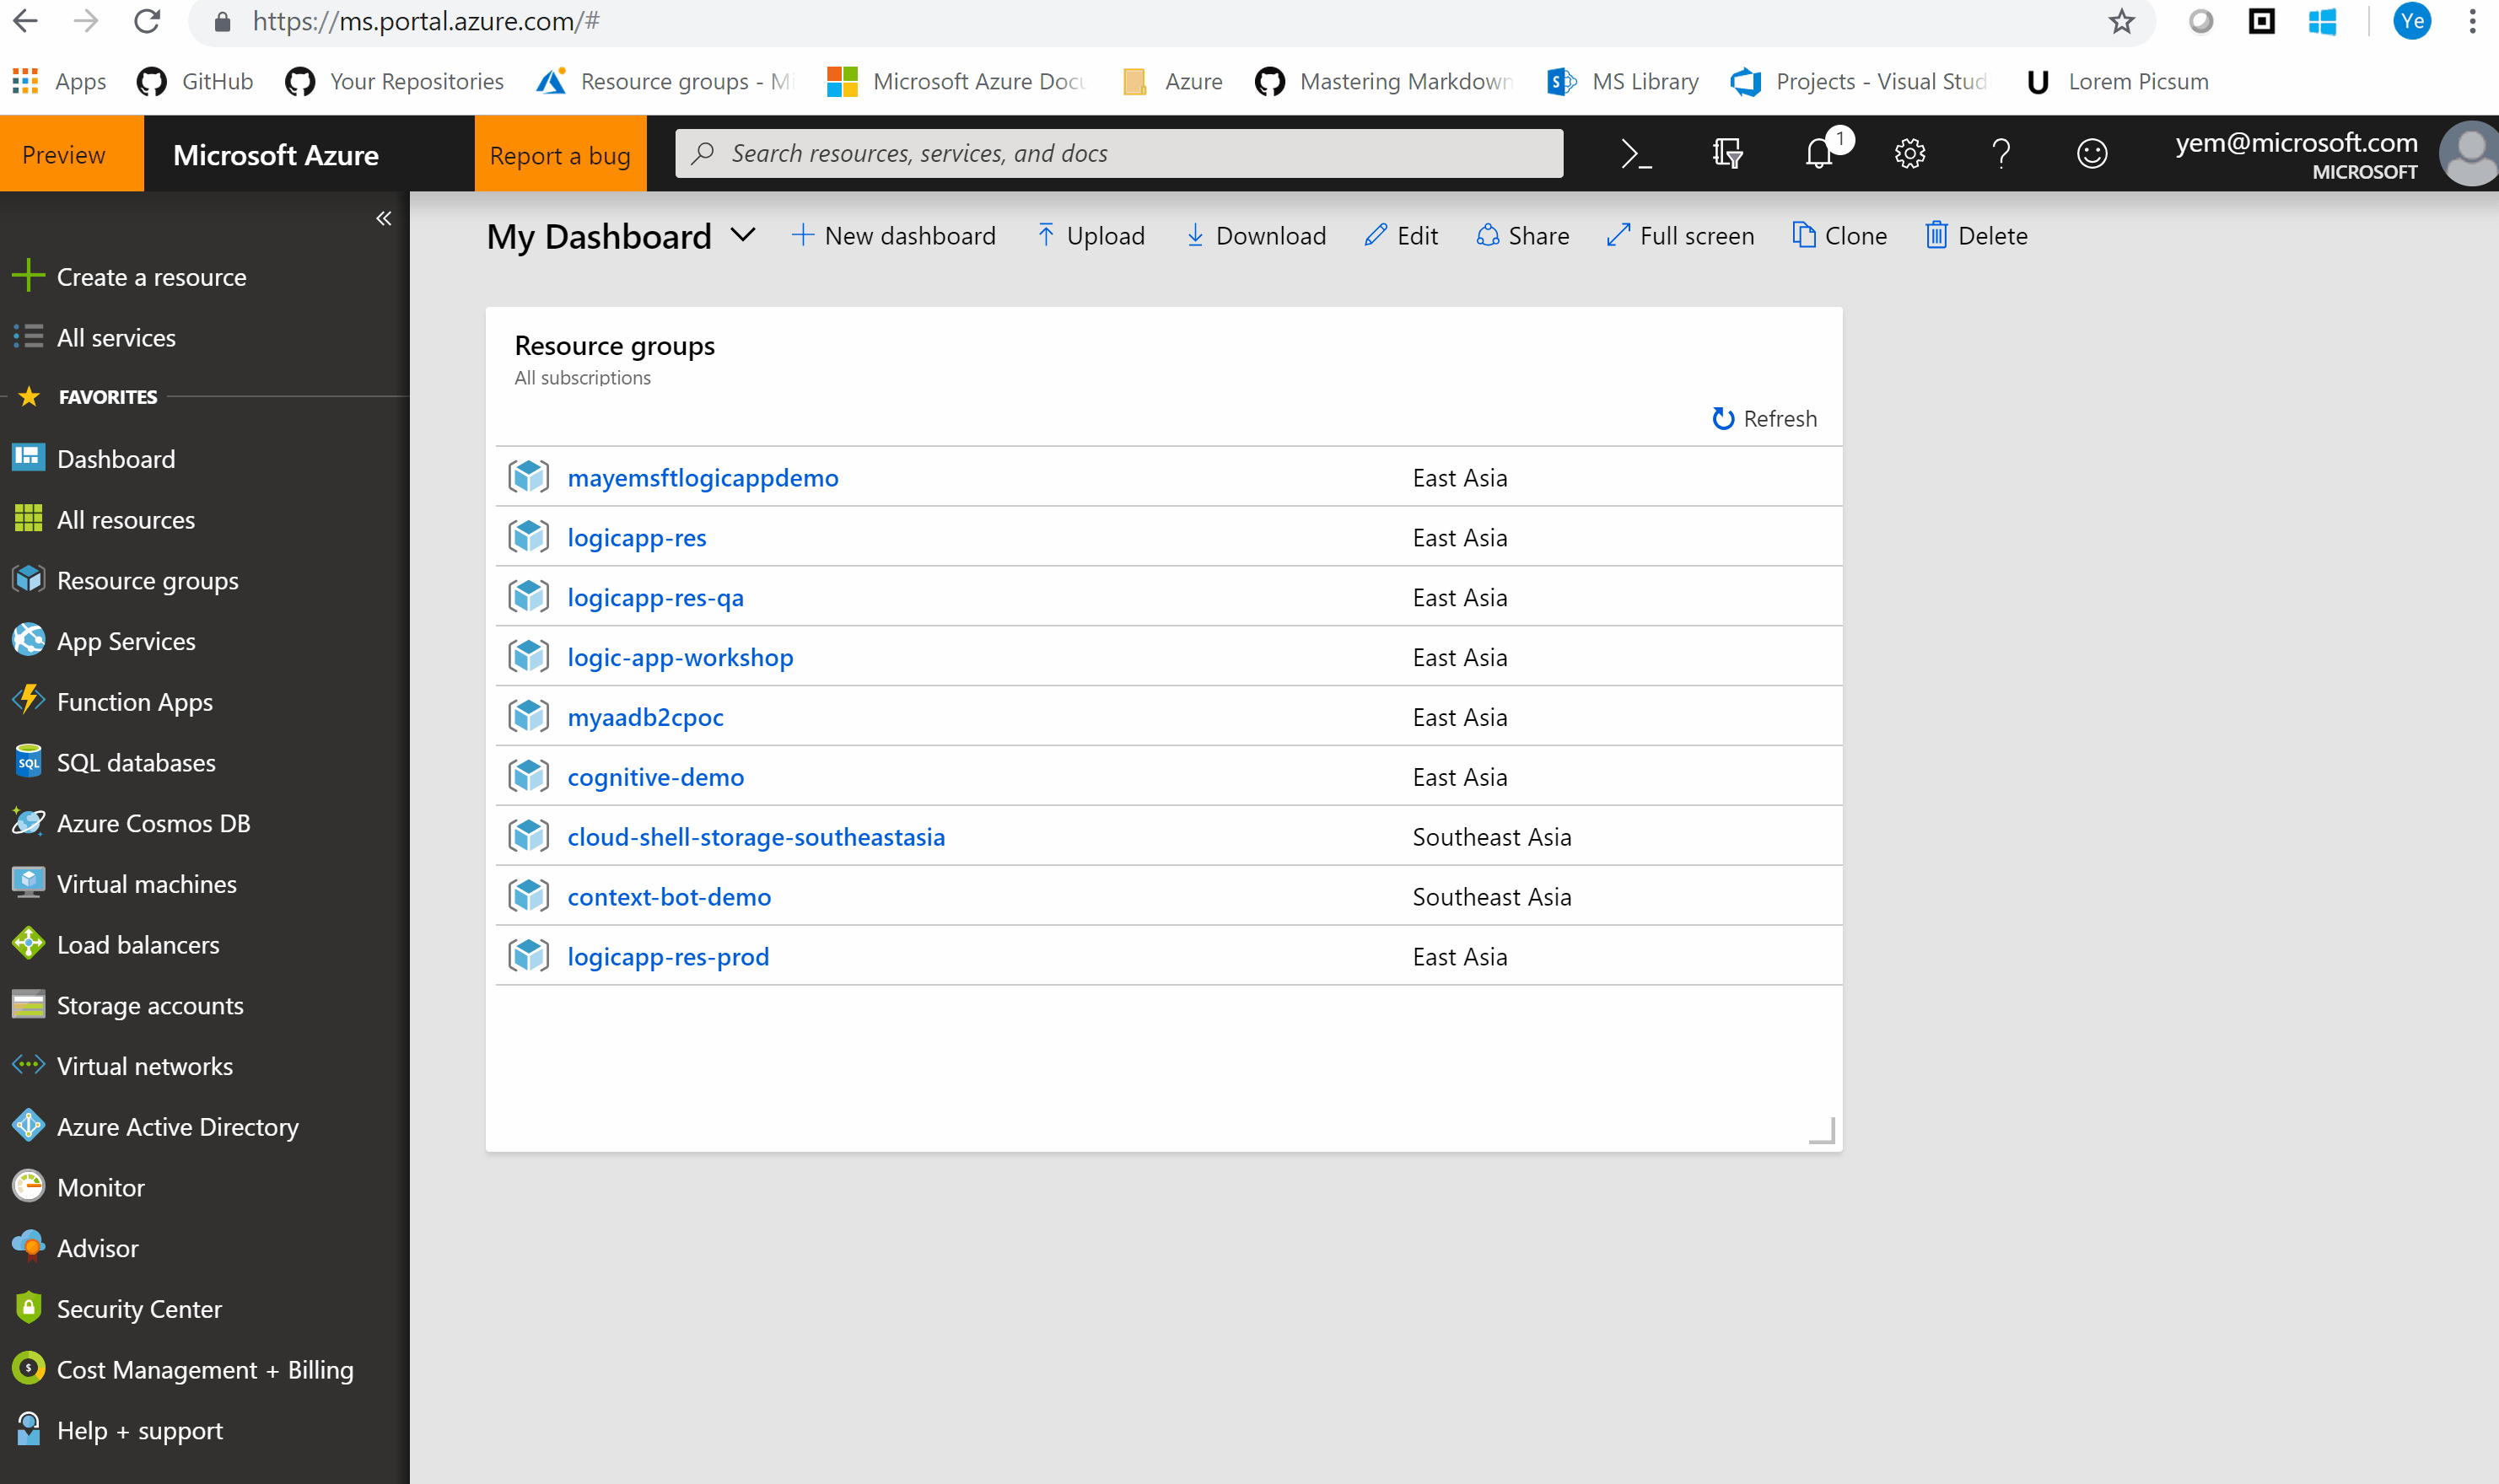 https://ms.portal.azure.com/#
Ye
Apps GitHub Your Repositories Resource groups - Mi Microsoft Azure Docu Azure Mastering Markdown MS Library Projects - Visual Stud Lorem Picsum
Preview Microsoft Azure Report a bug Search resources, services, and docs 1 yem@microsoft.com
MICROSOFT
Create a resource
All services
FAVORITES
Dashboard
All resources
Resource groups
App Services
Function Apps
SQL databases
Azure Cosmos DB
Virtual machines
Load balancers
Storage accounts
Virtual networks
Azure Active Directory
Monitor
Advisor
Security Center
Cost Management + Billing
Help + support
My Dashboard New dashboard Upload Download Edit Share Full screen Clone Delete
Resource groups
All subscriptions
Refresh
mayemsftlogicappdemo East Asia
logicapp-res East Asia
logicapp-res-qa East Asia
logic-app-workshop East Asia
myaadb2cpoc East Asia
cognitive-demo East Asia
cloud-shell-storage-southeastasia Southeast Asia
context-bot-demo Southeast Asia
logicapp-res-prod East Asia